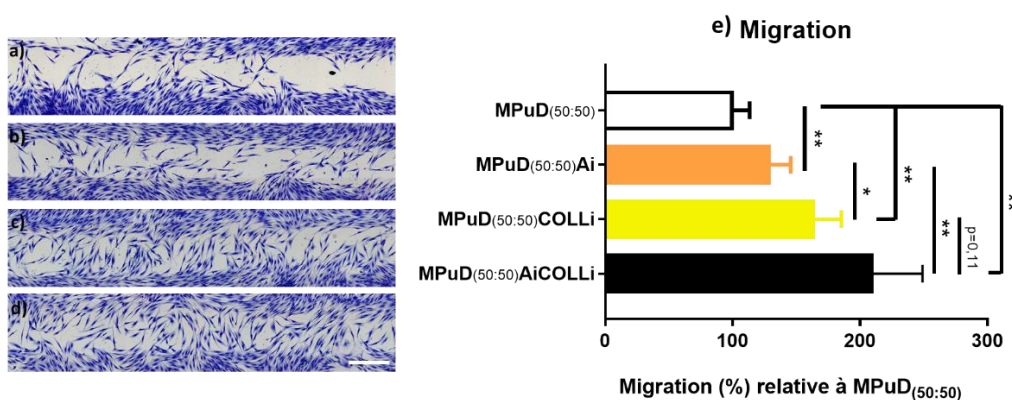 a)
b)
c)
d)
e) Migration
MPuD(50:50)
MPuD(50:50)Ai
MPuD(50:50)COLLi
MPuD(50:50)AiCOLLi
**
*
**
**
p=0,11
**
0 100 200 300
Migration (%) relative à MPuD(50:50)